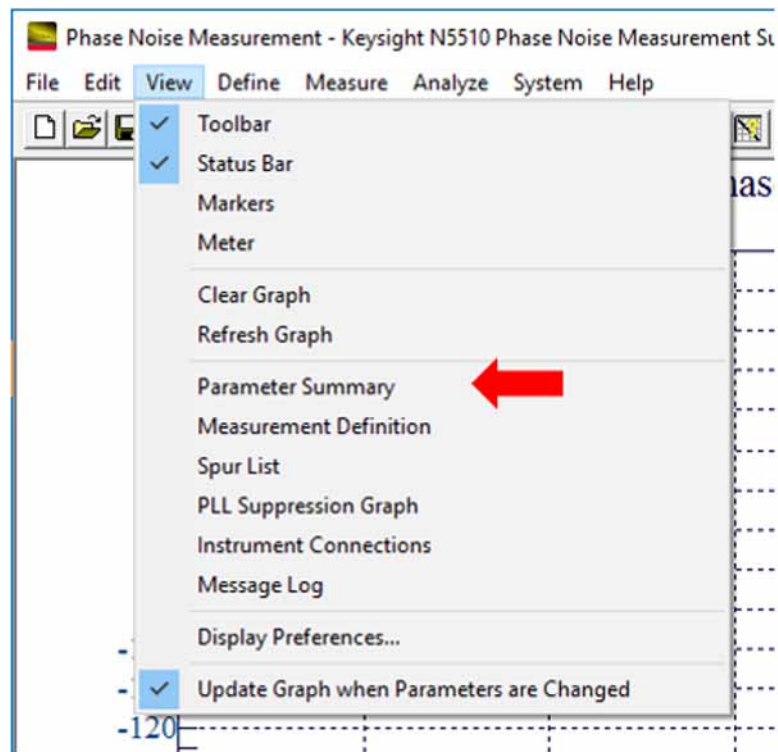 Phase Noise Measurement - Keysight N5510 Phase Noise Measurement
File Edit View Define Measure Analyze System Help
Toolbar
Status Bar
Markers
Meter
Clear Graph
Refresh Graph
Parameter Summary
Measurement Definition
Spur List
PLL Suppression Graph
Instrument Connections
Message Log
Display Preferences...
Update Graph when Parameters are Changed
-120